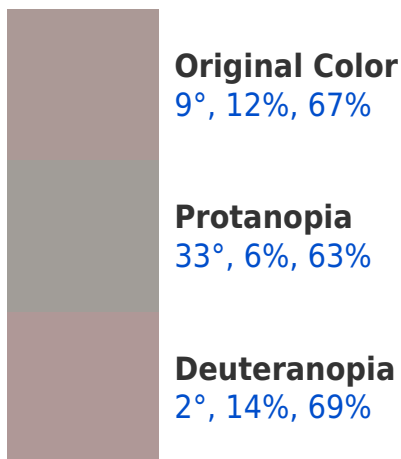 Original Color
9°, 12%, 67%
Protanopia
33°, 6%, 63%
Deuteranopia
2°, 14%, 69%